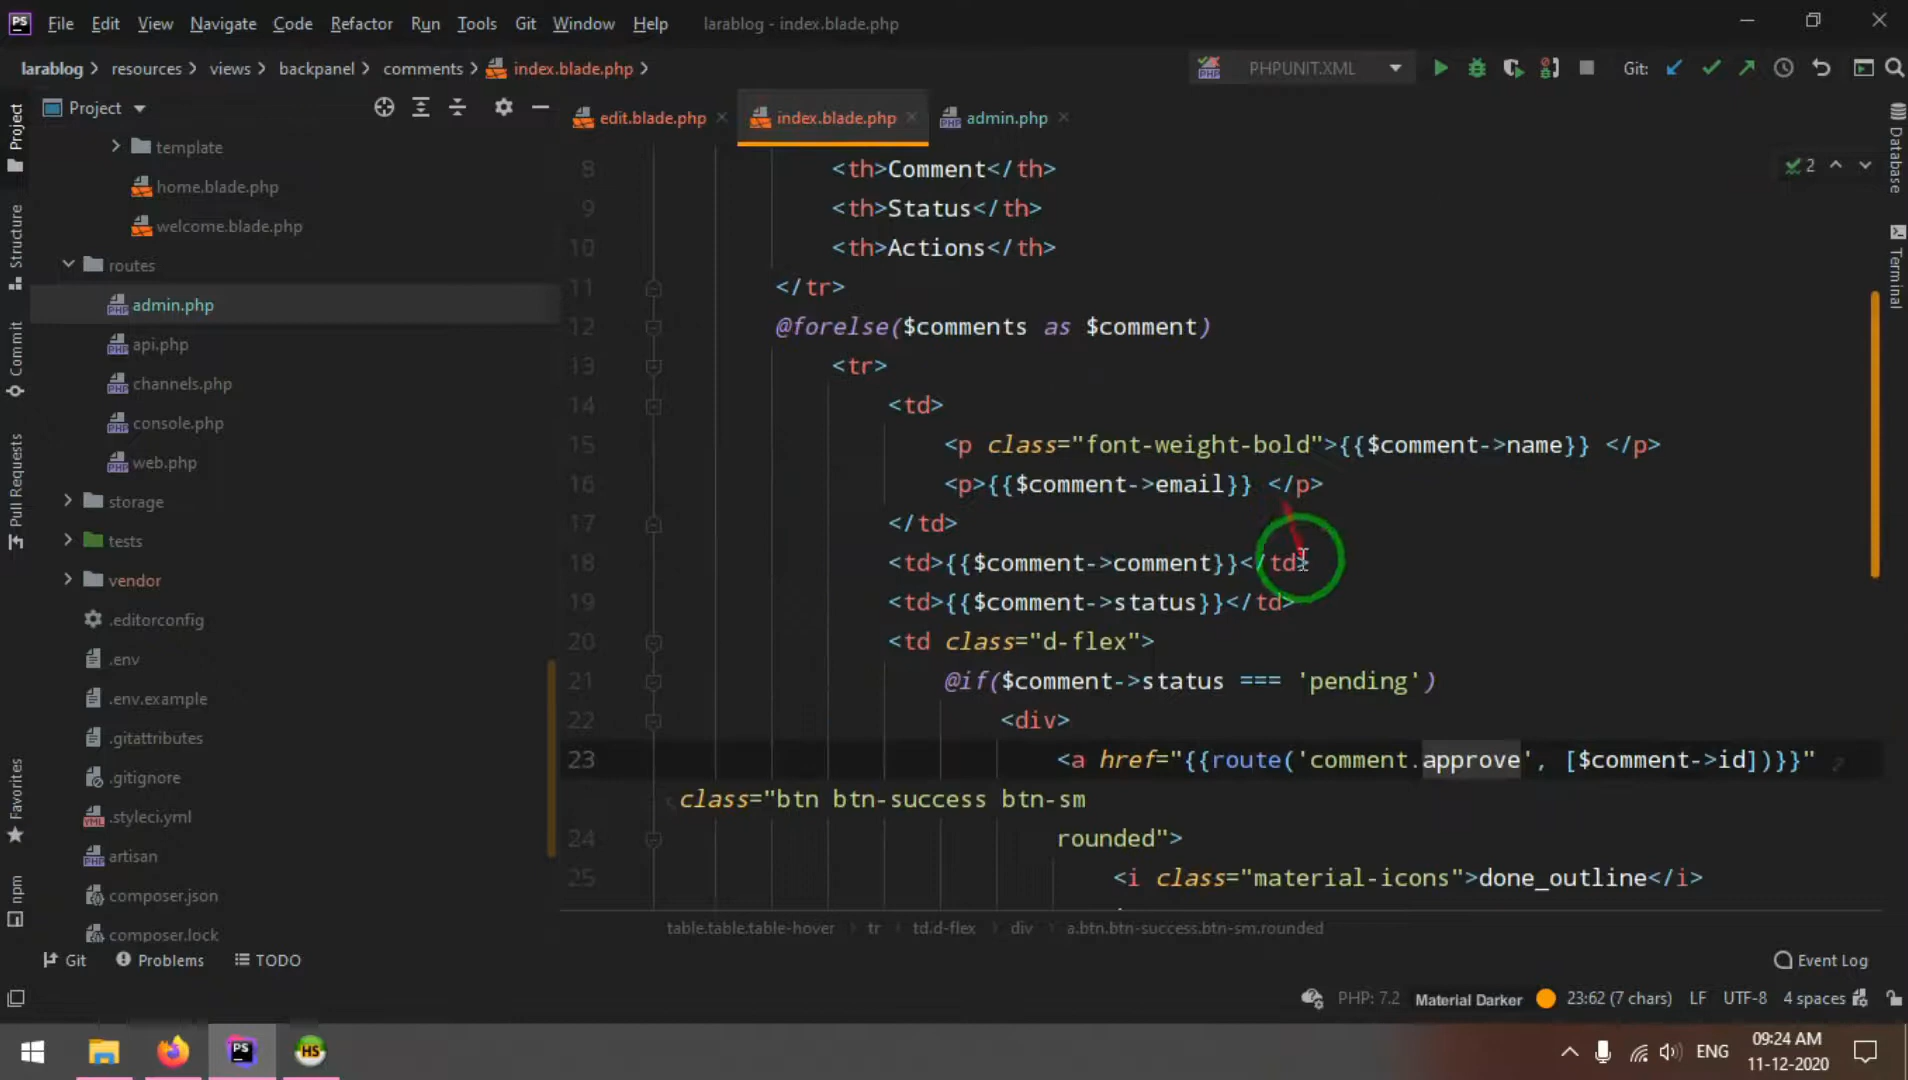 PS File Edit View Navigate Code Refactor Run Tools Git Window Help larablog - index.blade.php
larablog resources views backpanel comments index.blade.php PHPUNIT.XML Git:
Project
edit.blade.php index.blade.php admin.php
template
home.blade.php
welcome.blade.php
routes
admin.php
api.php
channels.php
console.php
web.php
storage
tests
vendor
.editorconfig
.env
.env.example
.gitattributes
.gitignore
.styleci.yml
artisan
composer.json
composer.lock
Project
Structure
Commit
Pull Requests
Favorites
npm
8 <th>Comment</th>
9 <th>Status</th>
10 <th>Actions</th>
11 </tr>
12 @forelse($comments as $comment)
13 <tr>
14 <td>
15 <p class="font-weight-bold">{{$comment->name}} </p>
16 <p>{{$comment->email}} </p>
17 </td>
18 <td>{{$comment->comment}}</td>
19 <td>{{$comment->status}}</td>
20 <td class="d-flex">
21 @if($comment->status === 'pending')
22 <div>
23 <a href="{{route('comment.approve', [$comment->id])}}"
class="btn btn-success btn-sm
24 rounded">
25 <i class="material-icons">done_outline</i>
2
Database
Terminal
table.table.table-hover tr td.d-flex div a.btn.btn-success.btn-sm.rounded
Git Problems TODO Event Log
PHP: 7.2 Material Darker 23:62 (7 chars) LF UTF-8 4 spaces
PS HS ENG 09:24 AM
11-12-2020